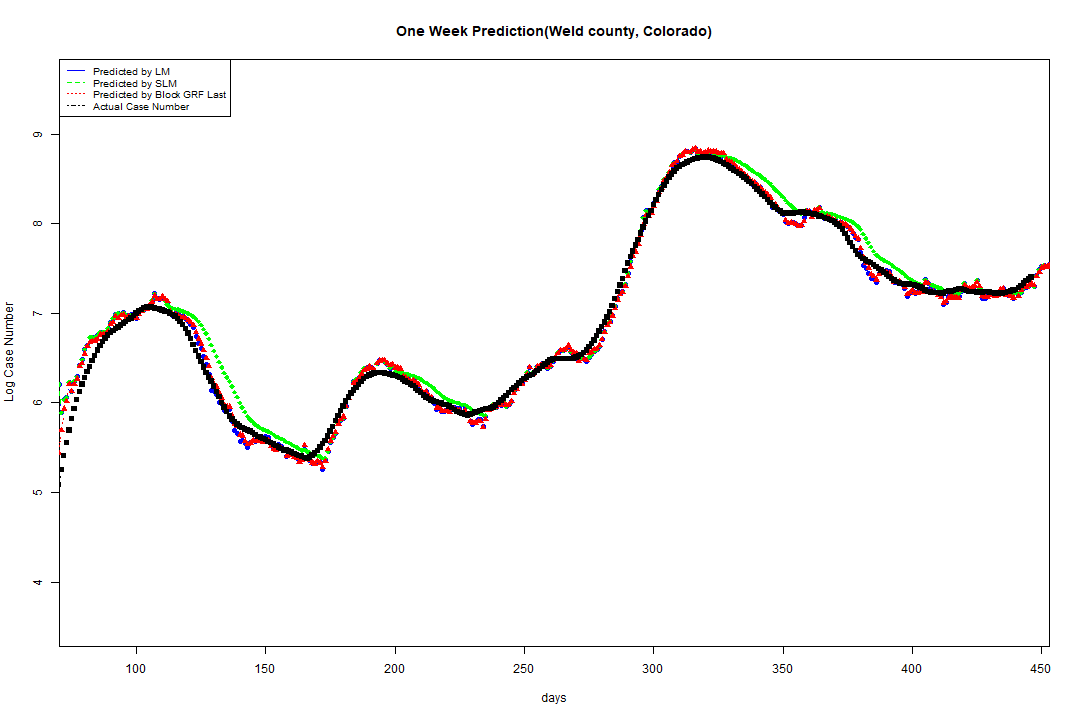 One Week Prediction(Weld county, Colorado)
Predicted by LM
Predicted by SLM
Predicted by Block GRF Last
Actual Case Number
9
8
7
6
5
4
Log Case Number
100 150 200 250 300 350 400 450
days